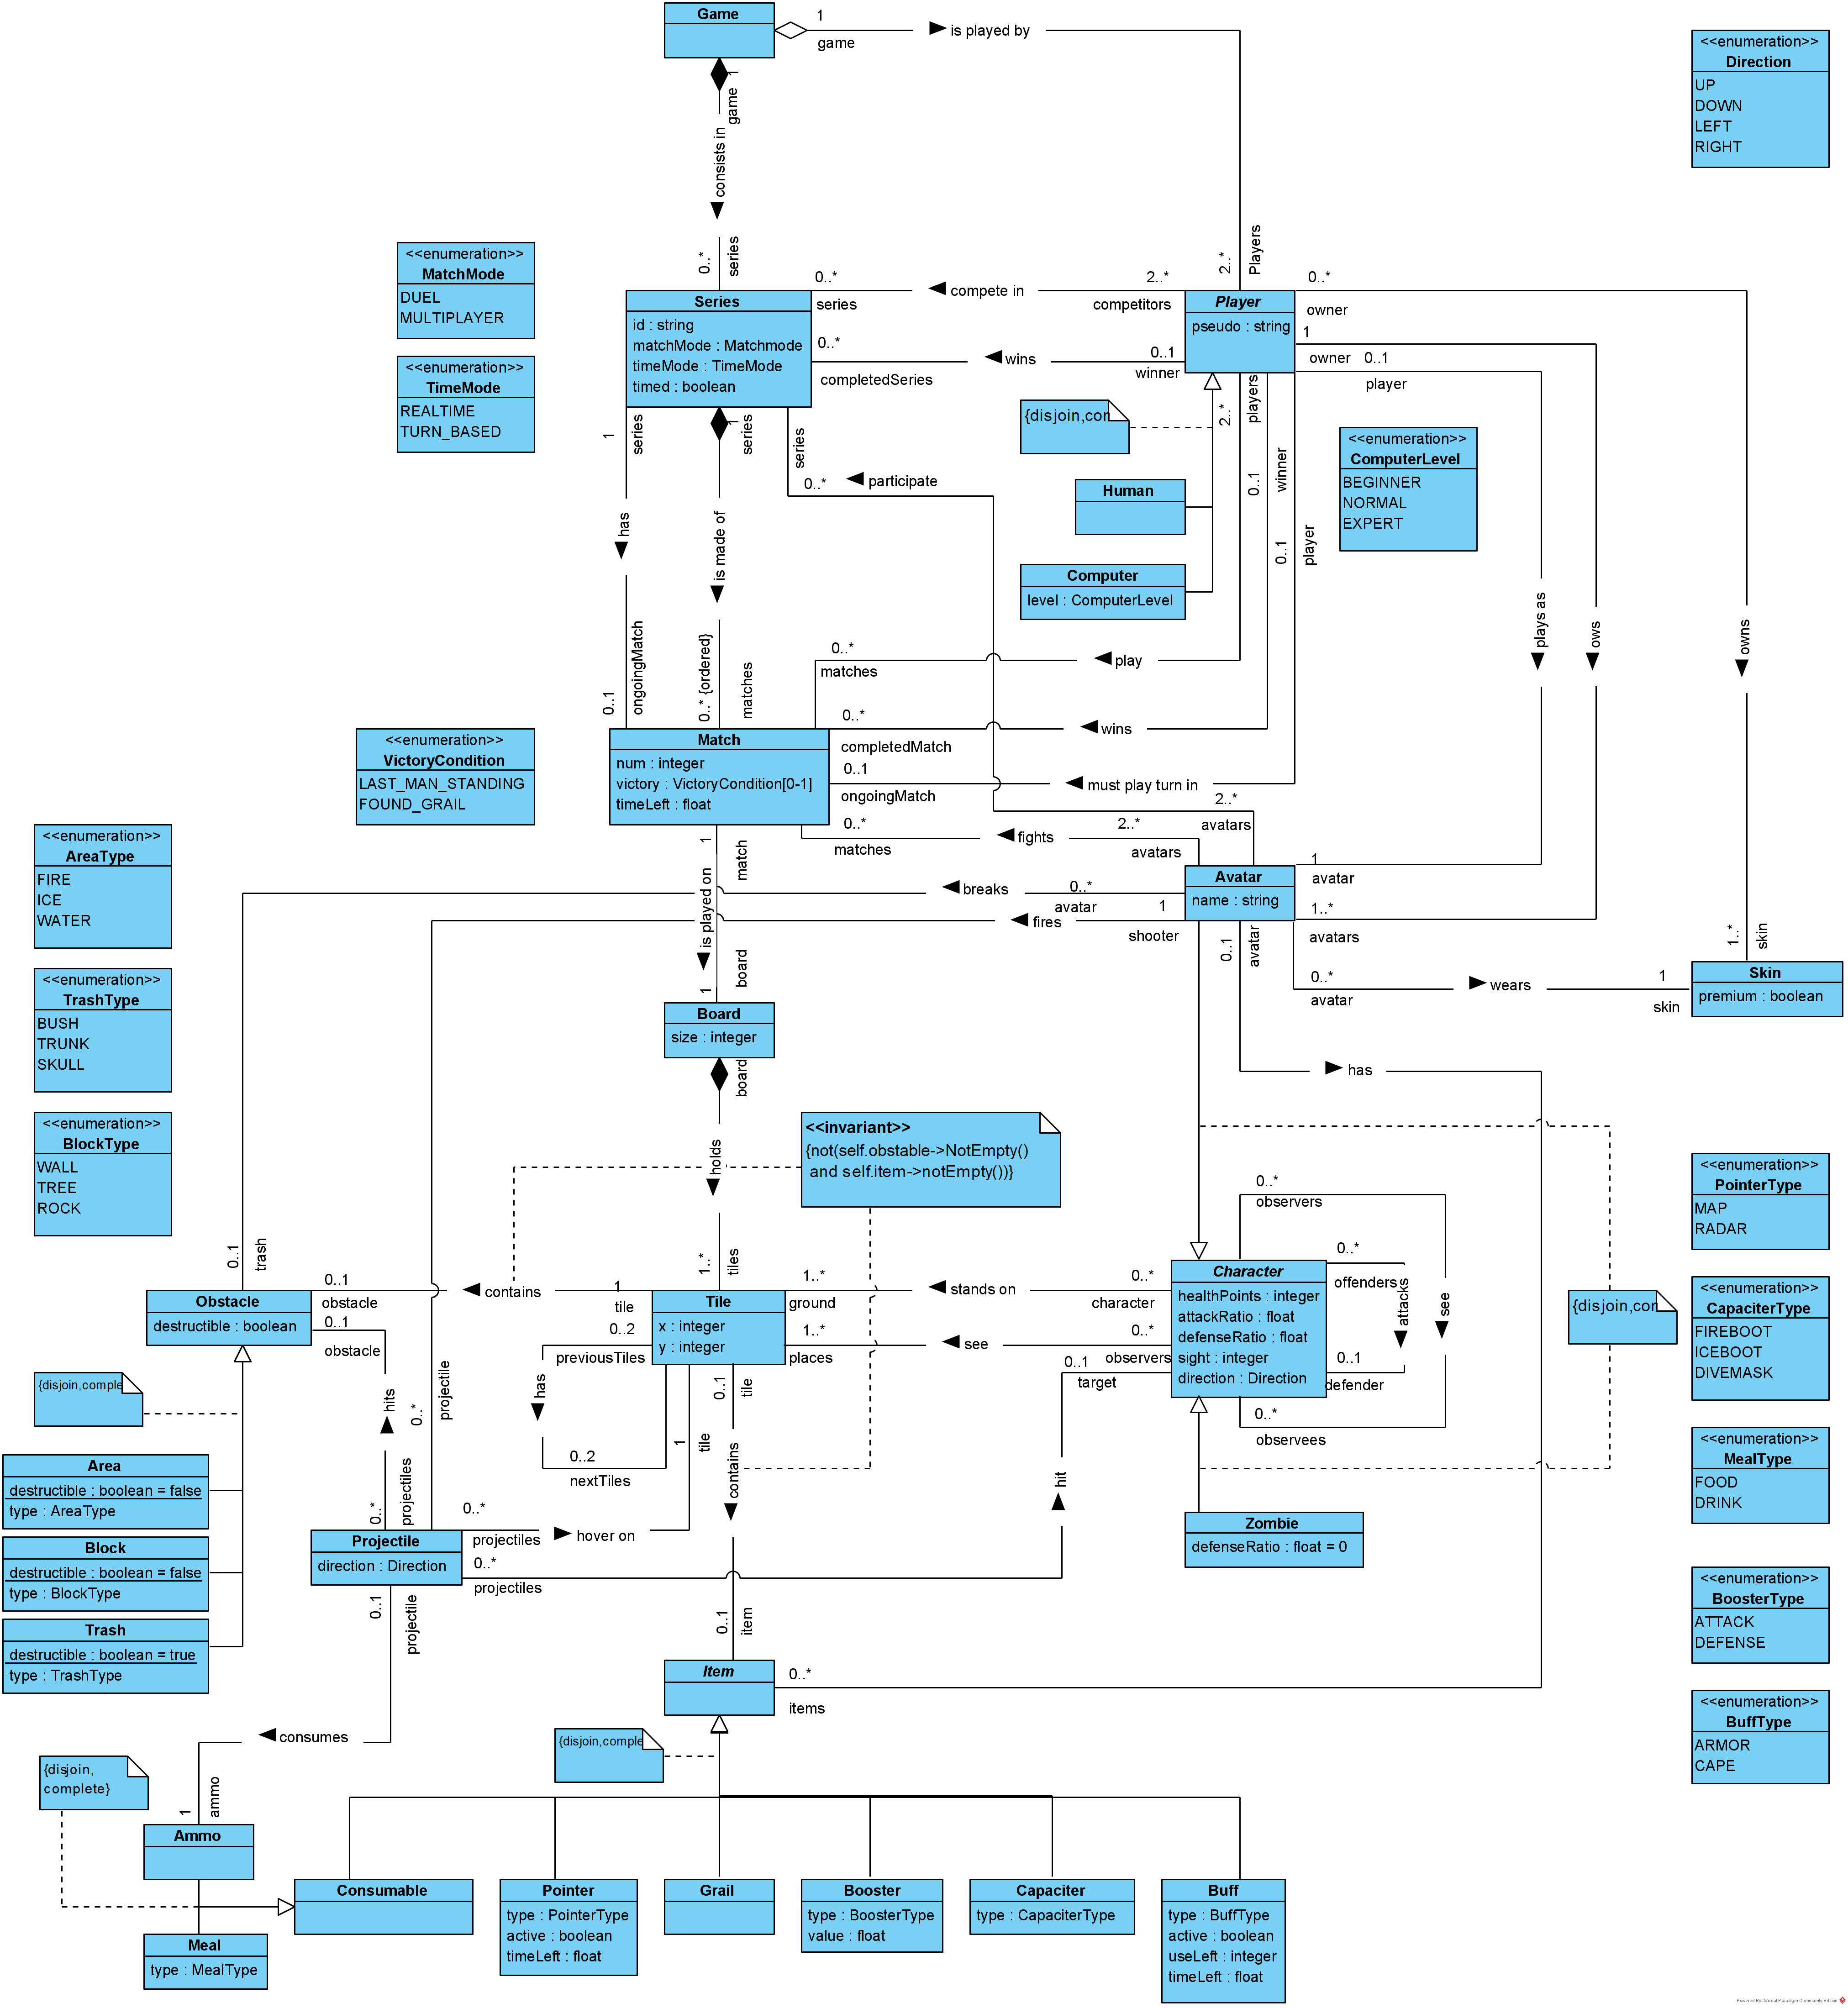 Game
1
game
is played by
game
1
consists in
0..*
series
2..*
Players
<<enumeration>>
Direction
UP
DOWN
LEFT
RIGHT
<<enumeration>>
MatchMode
DUEL
MULTIPLAYER
<<enumeration>>
TimeMode
REALTIME
TURN_BASED
Series
id : string
matchMode : Matchmode
timeMode : TimeMode
timed : boolean
0..*
series
compete in
2..*
competitors
0..*
completedSeries
wins
0..1
winner
Player
pseudo : string
0..*
owner
1
owner
0..1
player
{disjoin,con
2..*
players
0..1
winner
0..1
player
Human
Computer
level : ComputerLevel
<<enumeration>>
ComputerLevel
BEGINNER
NORMAL
EXPERT
1
series
has
0..1
ongoingMatch
1
series
is made of
0..* {ordered}
matches
series
0..*
participate
plays as
ows
owns
0..*
matches
play
0..*
completedMatch
wins
0..1
ongoingMatch
must play turn in
<<enumeration>>
VictoryCondition
LAST_MAN_STANDING
FOUND_GRAIL
Match
num : integer
victory : VictoryCondition[0-1]
timeLeft : float
0..*
matches
fights
2..*
avatars
2..*
avatars
<<enumeration>>
AreaType
FIRE
ICE
WATER
<<enumeration>>
TrashType
BUSH
TRUNK
SKULL
<<enumeration>>
BlockType
WALL
TREE
ROCK
1
match
is played on
1
board
breaks
0..*
avatar
fires
1
shooter
Avatar
name : string
1
avatar
1..*
avatars
0..1
avatar
0..*
avatar
wears
1
skin
1..*
skin
Skin
premium : boolean
has
Board
size : integer
board
holds
1..*
tiles
<<invariant>>
{not(self.obstable->NotEmpty()
and self.item->notEmpty())}
0..1
trash
Obstacle
destructible : boolean
0..1
obstacle
contains
1
tile
0..1
obstacle
Tile
x : integer
y : integer
1..*
ground
stands on
0..*
character
1..*
places
see
0..*
observers
0..1
target
Character
healthPoints : integer
attackRatio : float
defenseRatio : float
sight : integer
direction : Direction
0..*
observers
0..*
offenders
attacks
see
0..1
defender
0..*
observees
{disjoin,con
0..2
previousTiles
has
0..2
nextTiles
1
tile
0..1
tile
contains
0..1
item
{disjoin,comple
hits
0..*
projectiles
0..*
projectile
Area
destructible : boolean = false
type : AreaType
Block
destructible : boolean = false
type : BlockType
Trash
destructible : boolean = true
type : TrashType
Projectile
direction : Direction
0..*
projectiles
hover on
0..*
projectiles
hit
0..1
projectile
Zombie
defenseRatio : float = 0
<<enumeration>>
PointerType
MAP
RADAR
<<enumeration>>
CapaciterType
FIREBOOT
ICEBOOT
DIVEMASK
<<enumeration>>
MealType
FOOD
DRINK
<<enumeration>>
BoosterType
ATTACK
DEFENSE
<<enumeration>>
BuffType
ARMOR
CAPE
Item
0..*
items
{disjoin,comple
consumes
{disjoin,
complete}
1
ammo
Ammo
Meal
type : MealType
Consumable
Pointer
type : PointerType
active : boolean
timeLeft : float
Grail
Booster
type : BoosterType
value : float
Capaciter
type : CapaciterType
Buff
type : BuffType
active : boolean
useLeft : integer
timeLeft : float
Powered By Visual Paradigm Community Edition